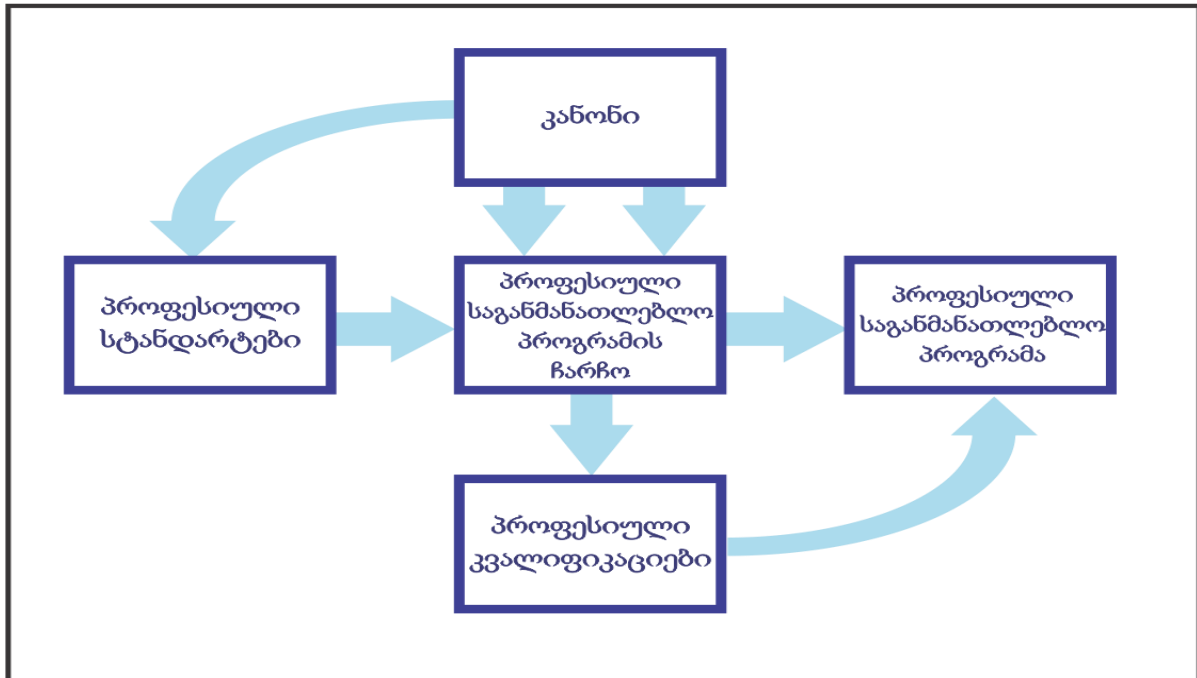 კანონი
პროფესიული
სტანდარტები
პროფესიული
საგანმანათლებლო
პროგრამის
ჩარჩო
პროფესიული
საგანმანათლებლო
პროგრამა
პროფესიული
კვალიფიკაციები